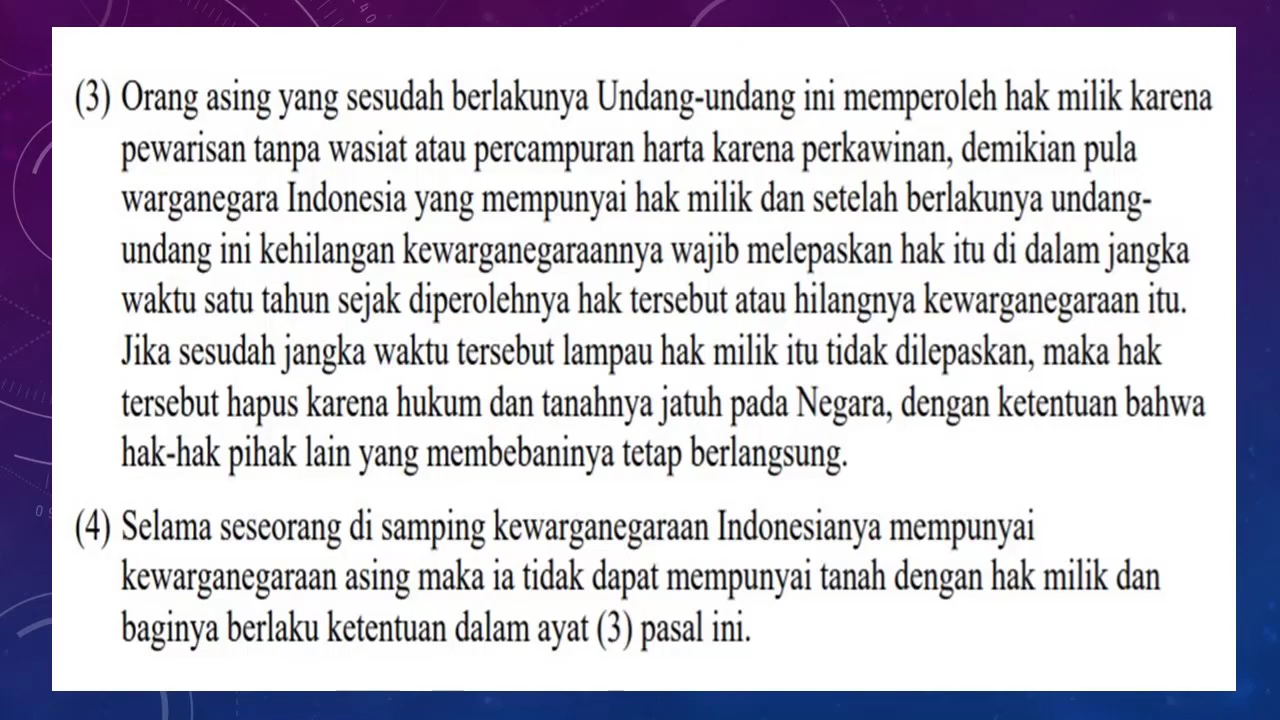 (3) Orang asing yang sesudah berlakunya Undang-undang ini memperoleh hak milik karena
pewarisan tanpa wasiat atau percampuran harta karena perkawinan, demikian pula
warganegara Indonesia yang mempunyai hak milik dan setelah berlakunya undang-
undang ini kehilangan kewarganegaraannya wajib melepaskan hak itu di dalam jangka
waktu satu tahun sejak diperolehnya hak tersebut atau hilangnya kewarganegaraan itu.
Jika sesudah jangka waktu tersebut lampau hak milik itu tidak dilepaskan, maka hak
tersebut hapus karena hukum dan tanahnya jatuh pada Negara, dengan ketentuan bahwa
hak-hak pihak lain yang membebaninya tetap berlangsung.
(4) Selama seseorang di samping kewarganegaraan Indonesianya mempunyai
kewarganegaraan asing maka ia tidak dapat mempunyai tanah dengan hak milik dan
baginya berlaku ketentuan dalam ayat (3) pasal ini.
40